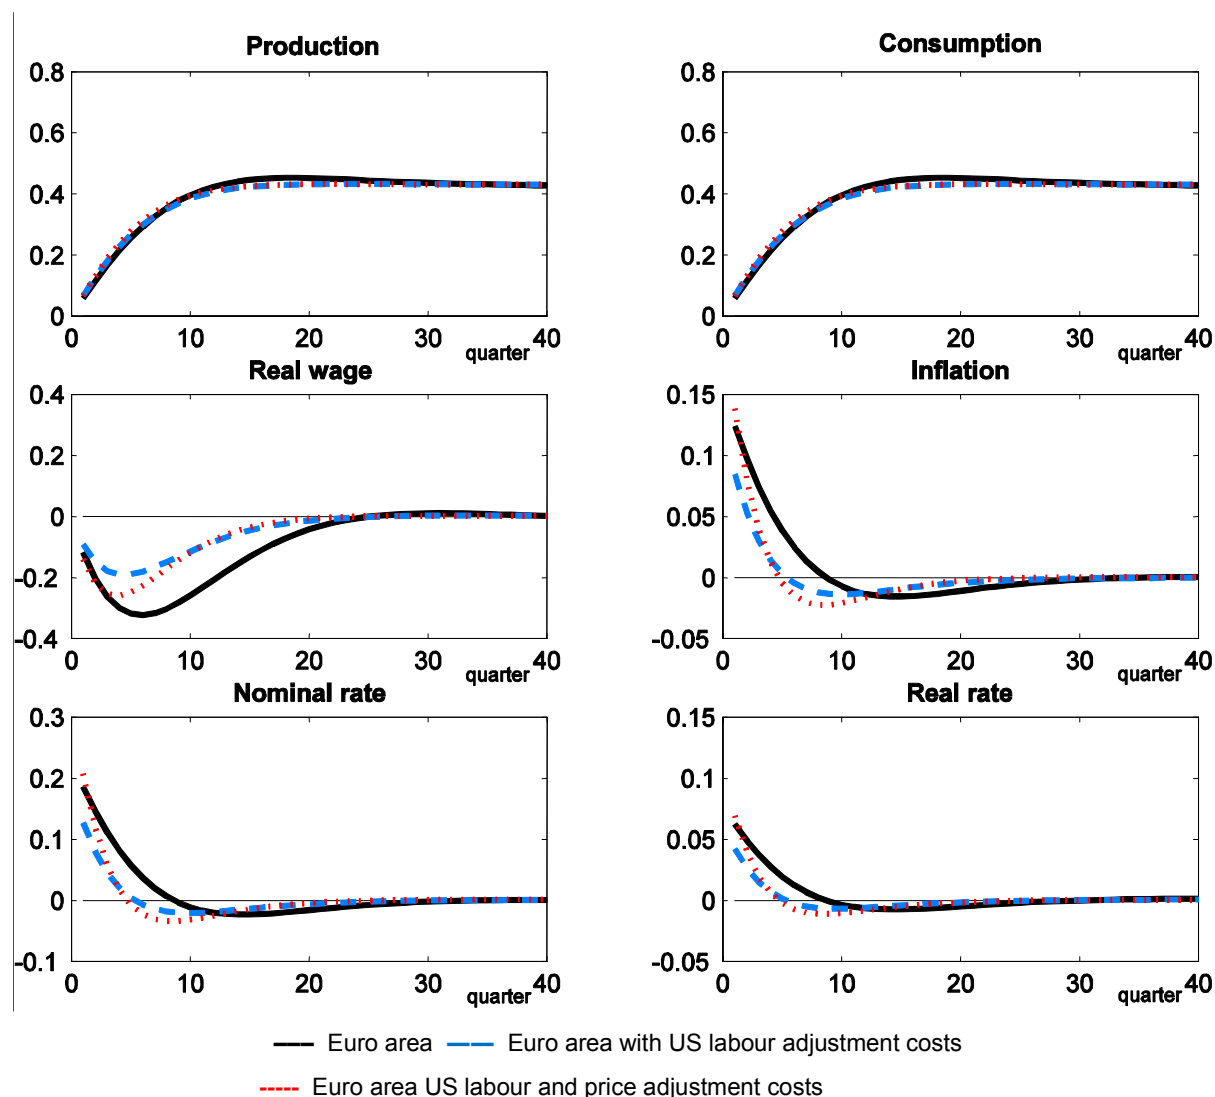 Production
0.8
0.6
0.4
0.2
0
0 10 20 30 40
quarter
Consumption
0.8
0.6
0.4
0.2
0
0 10 20 30 40
quarter
Real wage
0.4
0.2
0
-0.2
-0.4
0 10 20 30 40
quarter
Inflation
0.15
0.1
0.05
0
-0.05
0 10 20 30 40
quarter
Nominal rate
0.3
0.2
0.1
0
-0.1
0 10 20 30 40
quarter
Real rate
0.15
0.1
0.05
0
-0.05
0 10 20 30 40
quarter
Euro area Euro area with US labour adjustment costs
Euro area US labour and price adjustment costs